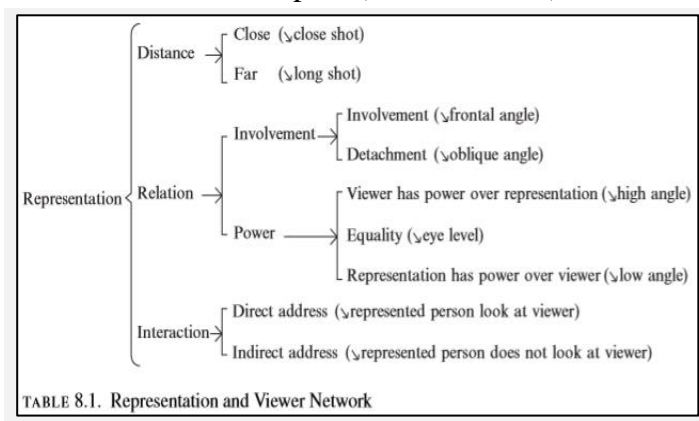 Close (↘close shot)
Distance
Far (↘long shot)
Involvement (↘frontal angle)
Involvement
Detachment (↘oblique angle)
Representation
Relation
Viewer has power over representation (↘high angle)
Power
Equality (↘eye level)
Representation has power over viewer (↘low angle)
Direct address (↘represented person look at viewer)
Interaction
Indirect address (↘represented person does not look at viewer)
TABLE 8.1. Representation and Viewer Network